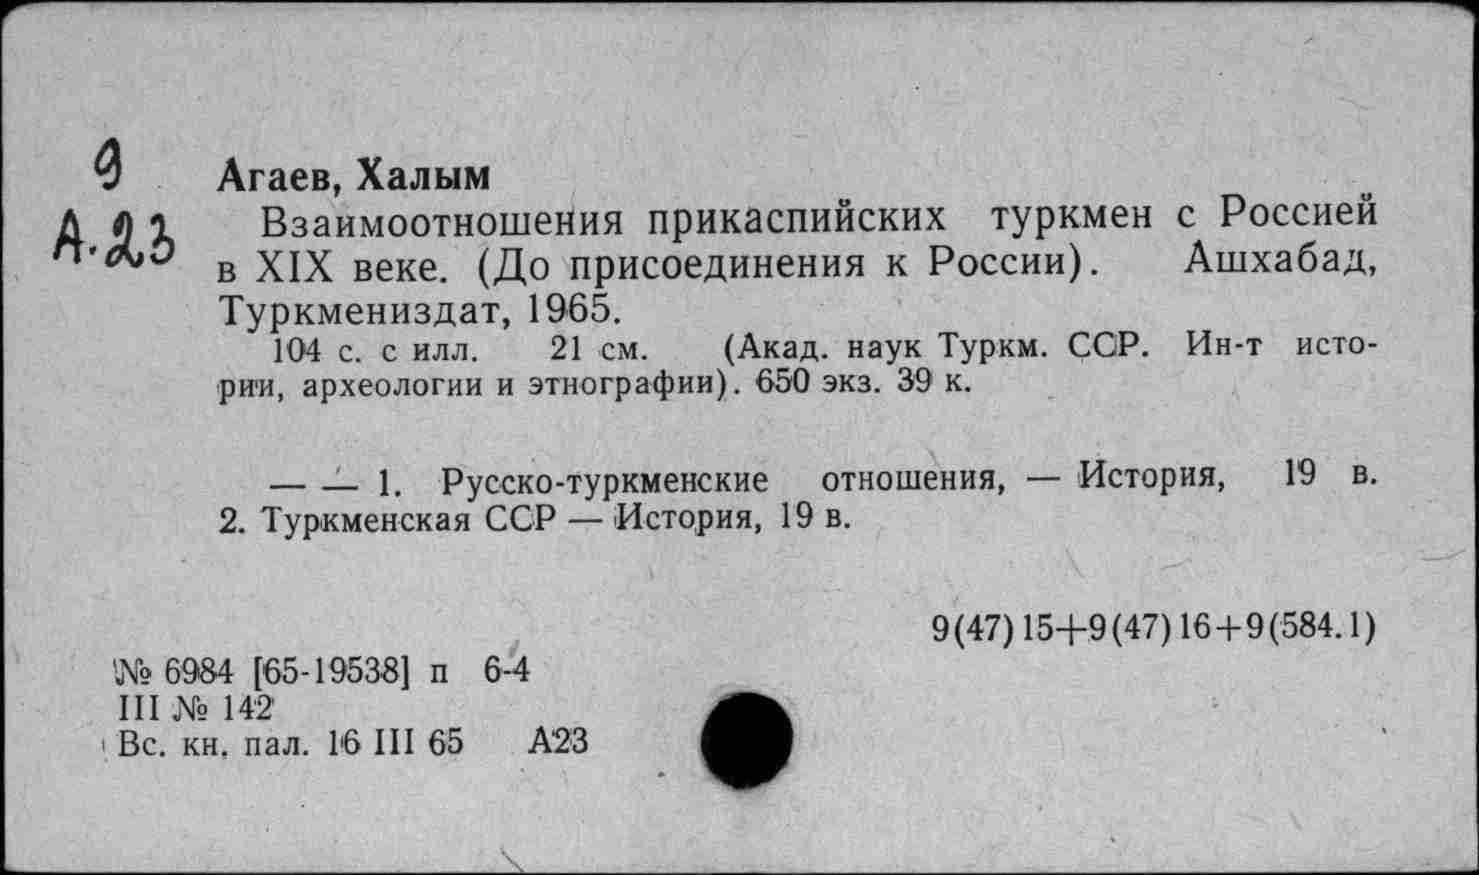 9
А-23
Агаев, Халым
Взаимоотношения прикаспийских туркмен с Россией
в XIX веке. (До присоединения к России). Ашхабад,
Туркмениздат, 1965.
104 с. с илл. 21 см. (Акад. наук Туркм. ССР. Ин-т исто-
рии, археологии и этнографии). 650 экз. 39 к.
— — 1. Русско-туркменские отношения, — История, 19 в.
2. Туркменская ССР — История, 19 в.
9(47)15+9(47)16+9(584.1)
№ 6984 [65-19538] п 6-4
III № 142
Вс. кн. пал. 16 III 65 А23